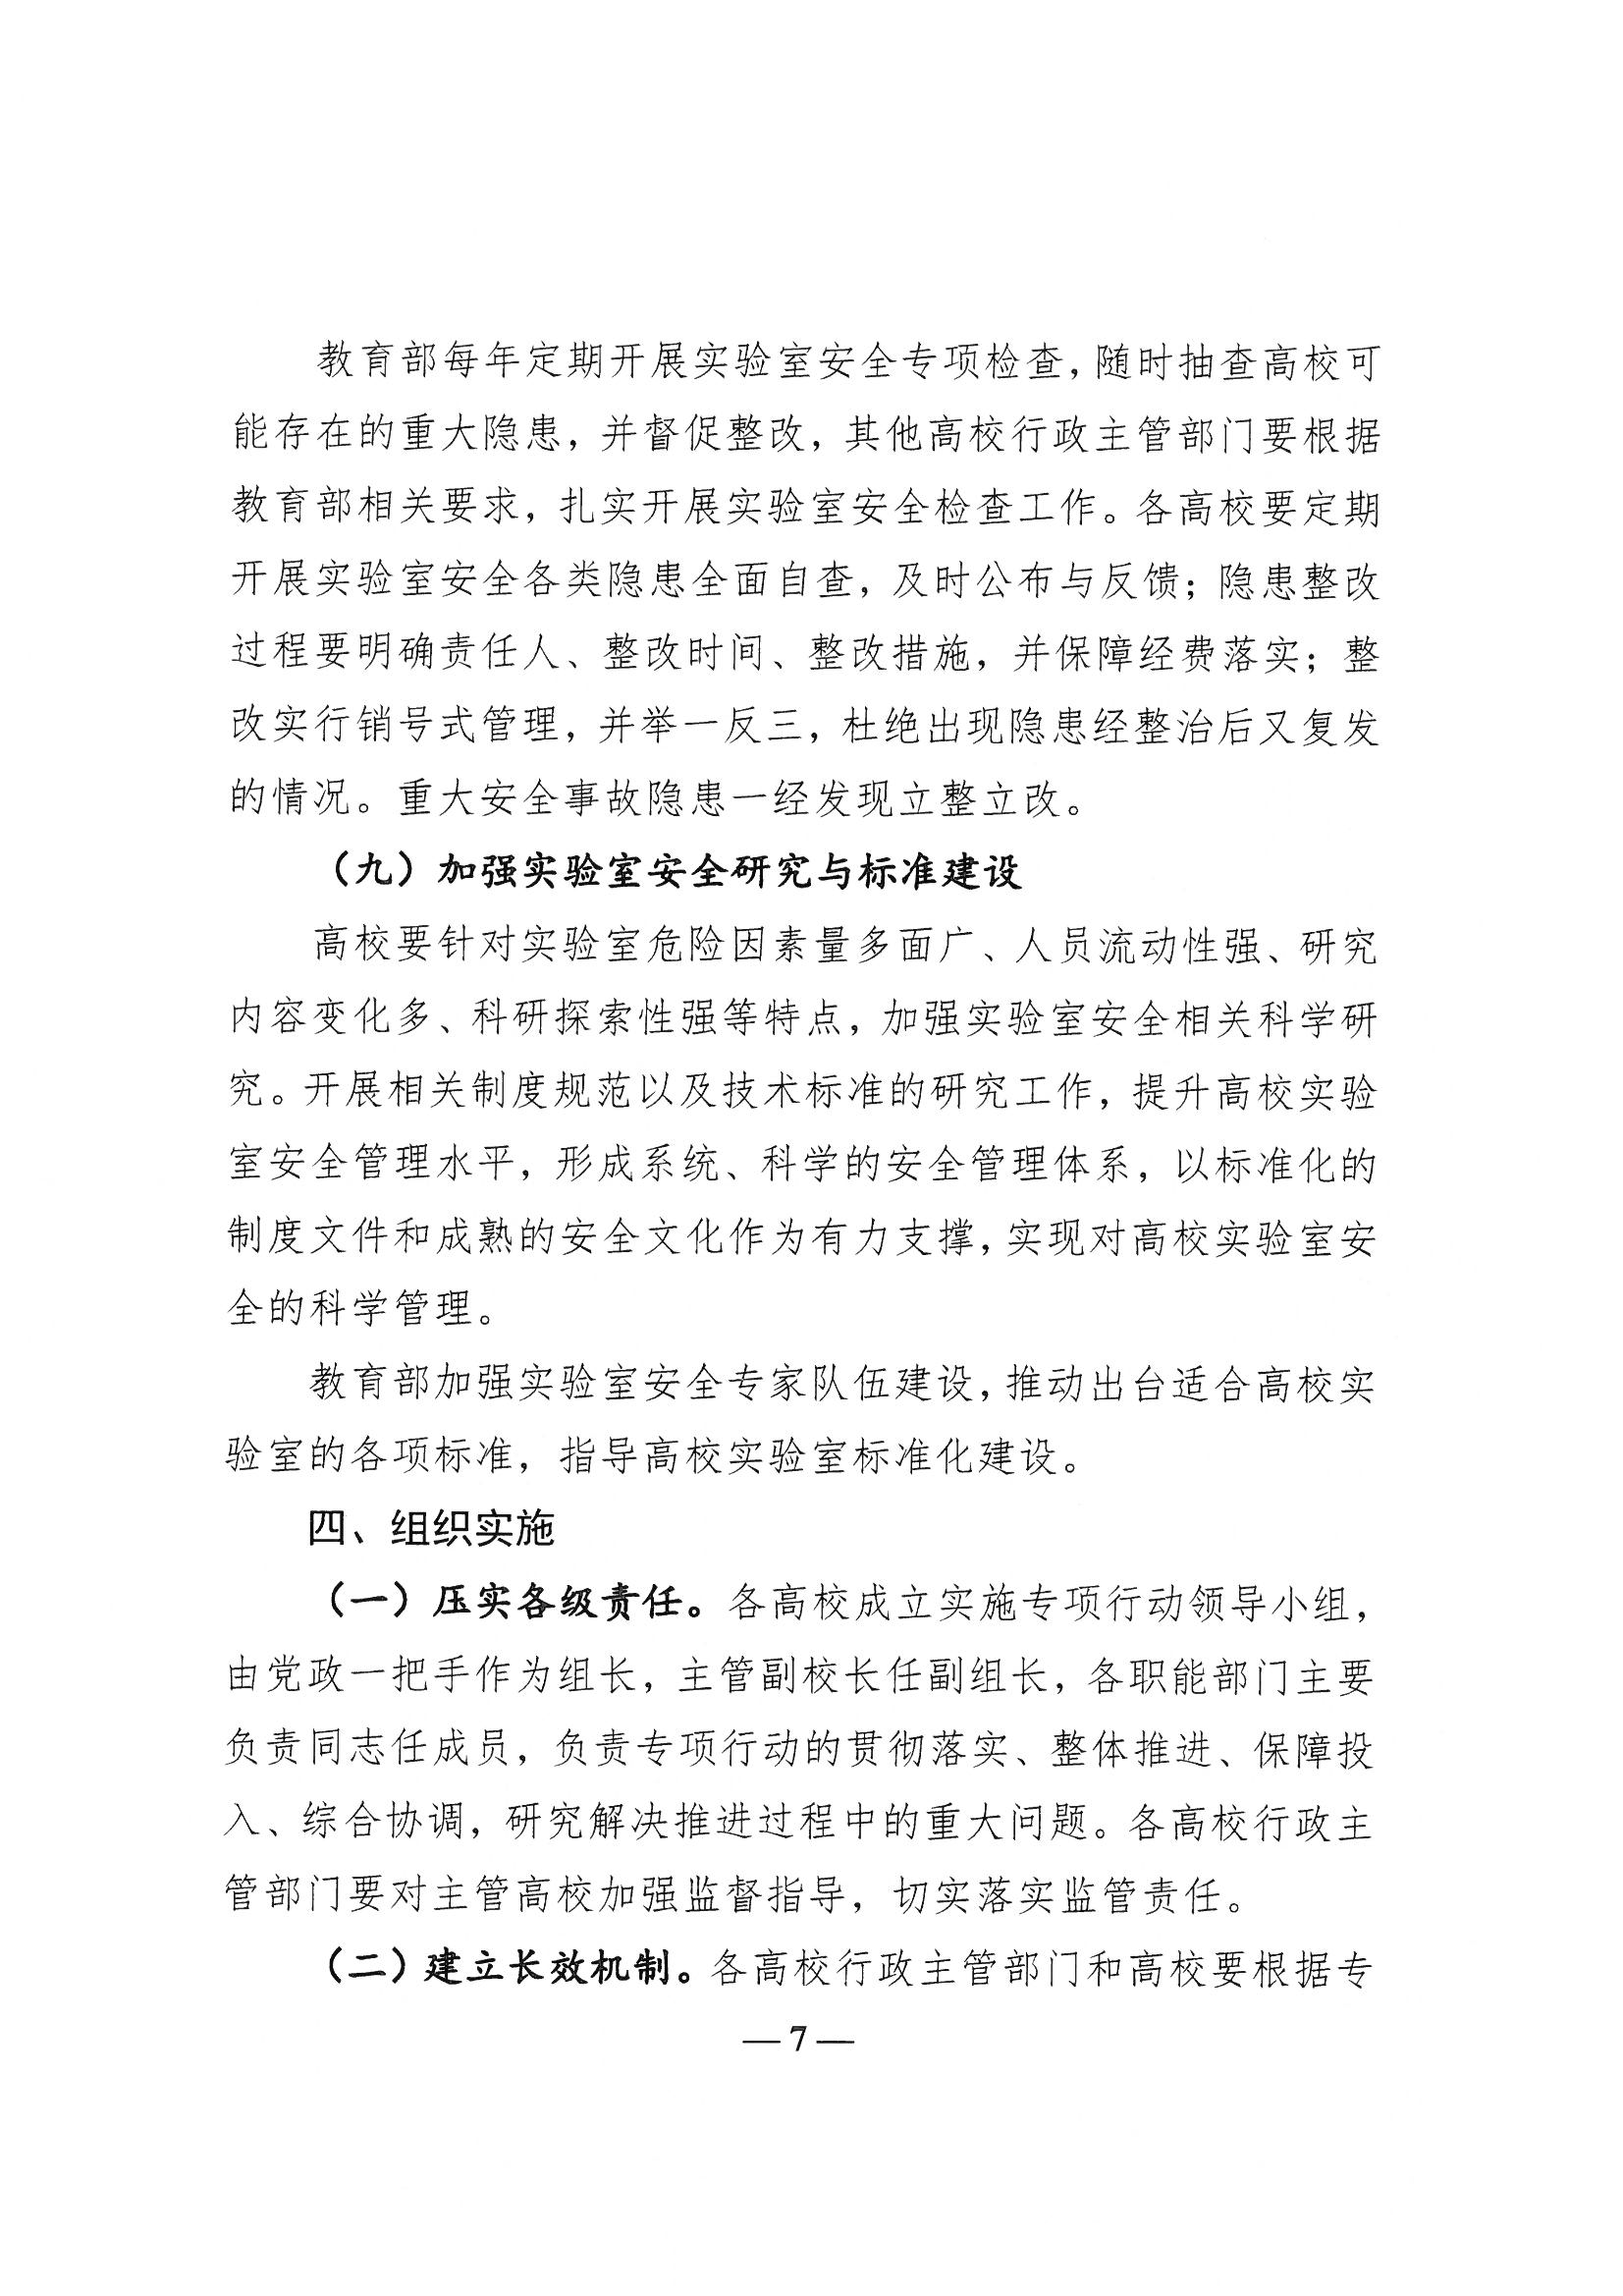 教育部每年定期开展实验室安全专项检查，随时抽查高校可
能存在的重大隐患，并督促整改，其他高校行政主管部门要根据
教育部相关要求，扎实开展实验室安全检查工作。各高校要定期
开展实验室安全各类隐患全面自查，及时公布与反馈；隐患整改
过程要明确责任人、整改时间、整改措施，并保障经费落实；整
改实行销号式管理，并举一反三，杜绝出现隐患经整治后又复发
的情况。重大安全事故隐患一经发现立整立改。
（九）加强实验室安全研究与标准建设
高校要针对实验室危险因素量多面广、人员流动性强、研究
内容变化多、科研探索性强等特点，加强实验室安全相关科学研
究。开展相关制度规范以及技术标准的研究工作，提升高校实验
室安全管理水平，形成系统、科学的安全管理体系，以标准化的
制度文件和成熟的安全文化作为有力支撑，实现对高校实验室安
全的科学管理。
教育部加强实验室安全专家队伍建设，推动出台适合高校实
验室的各项标准，指导高校实验室标准化建设。
四、组织实施
（一）压实各级责任。各高校成立实施专项行动领导小组，
由党政一把手作为组长，主管副校长任副组长，各职能部门主要
负责同志任成员，负责专项行动的贯彻落实、整体推进、保障投
入、综合协调，研究解决推进过程中的重大问题。各高校行政主
管部门要对主管高校加强监督指导，切实落实监管责任。
（二）建立长效机制。各高校行政主管部门和高校要根据专
— 7 —